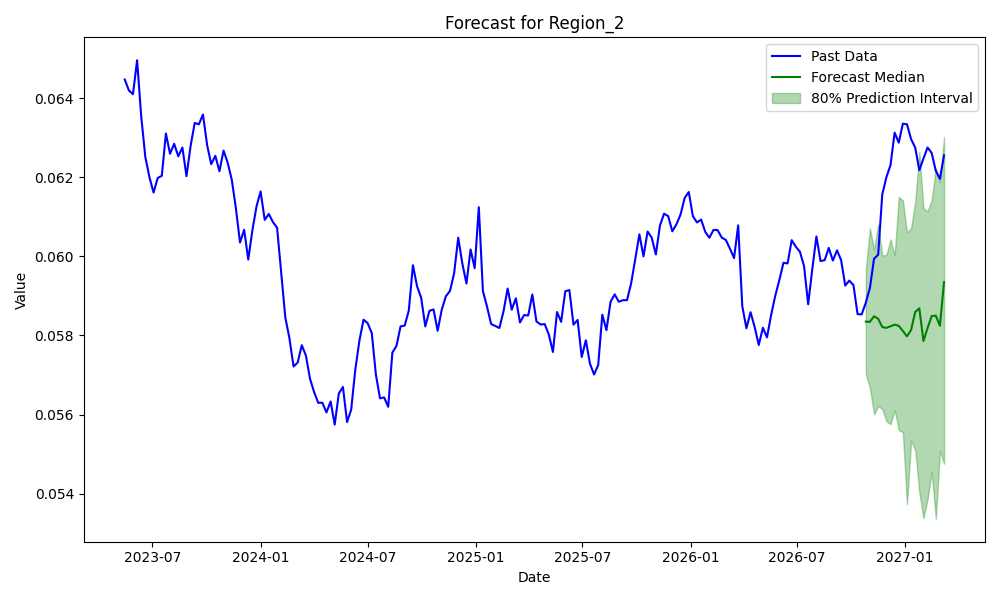 Forecast for Region_2
Past Data
Forecast Median
80% Prediction Interval
Value
0.064
0.062
0.060
0.058
0.056
0.054
2023-07
2024-01
2024-07
2025-01
2025-07
2026-01
2026-07
2027-01
Date